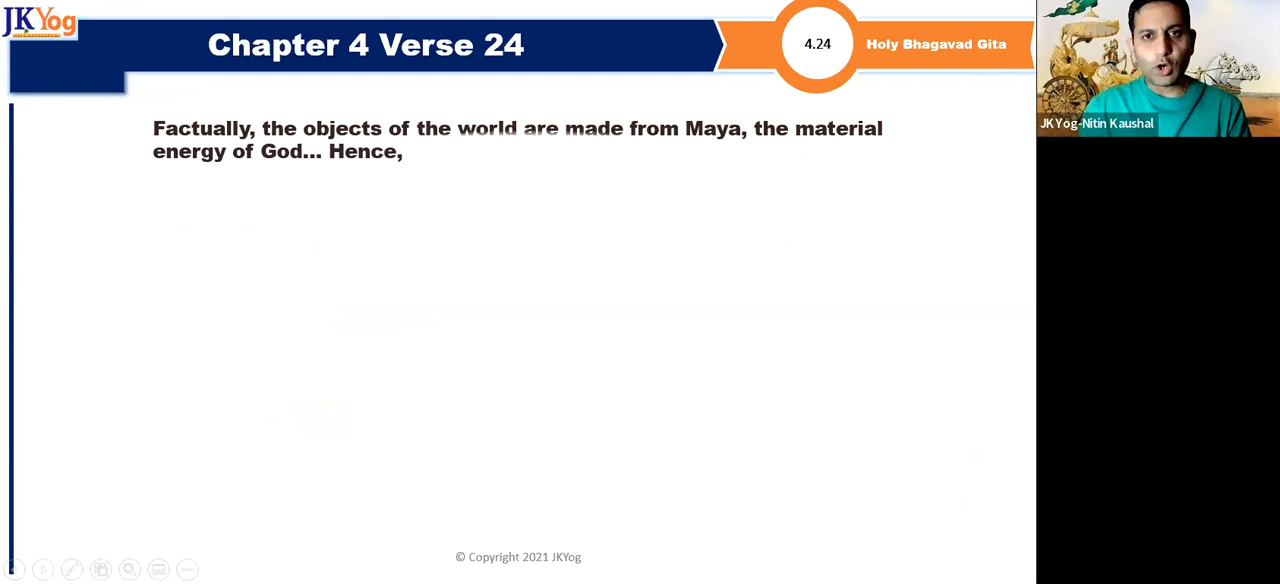 JKYog
Chapter 4 Verse 24
4.24
Holy Bhagavad Gita
JKYog-Nitin Kaushal
Factually, the objects of the world are made from Maya, the material
energy of God... Hence,
© Copyright 2021 JKYog